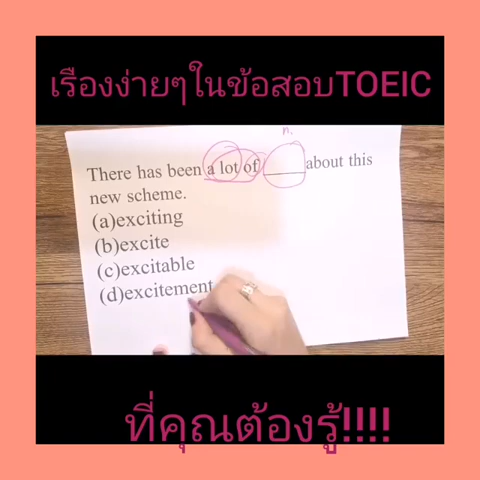 เรืองง่ายๆในข้อสอบTOEIC
n.
There has been a lot of ____ about this
new scheme.
(a)exciting
(b)excite
(c)excitable
(d)excitement
ที่คุณต้องรู้!!!!